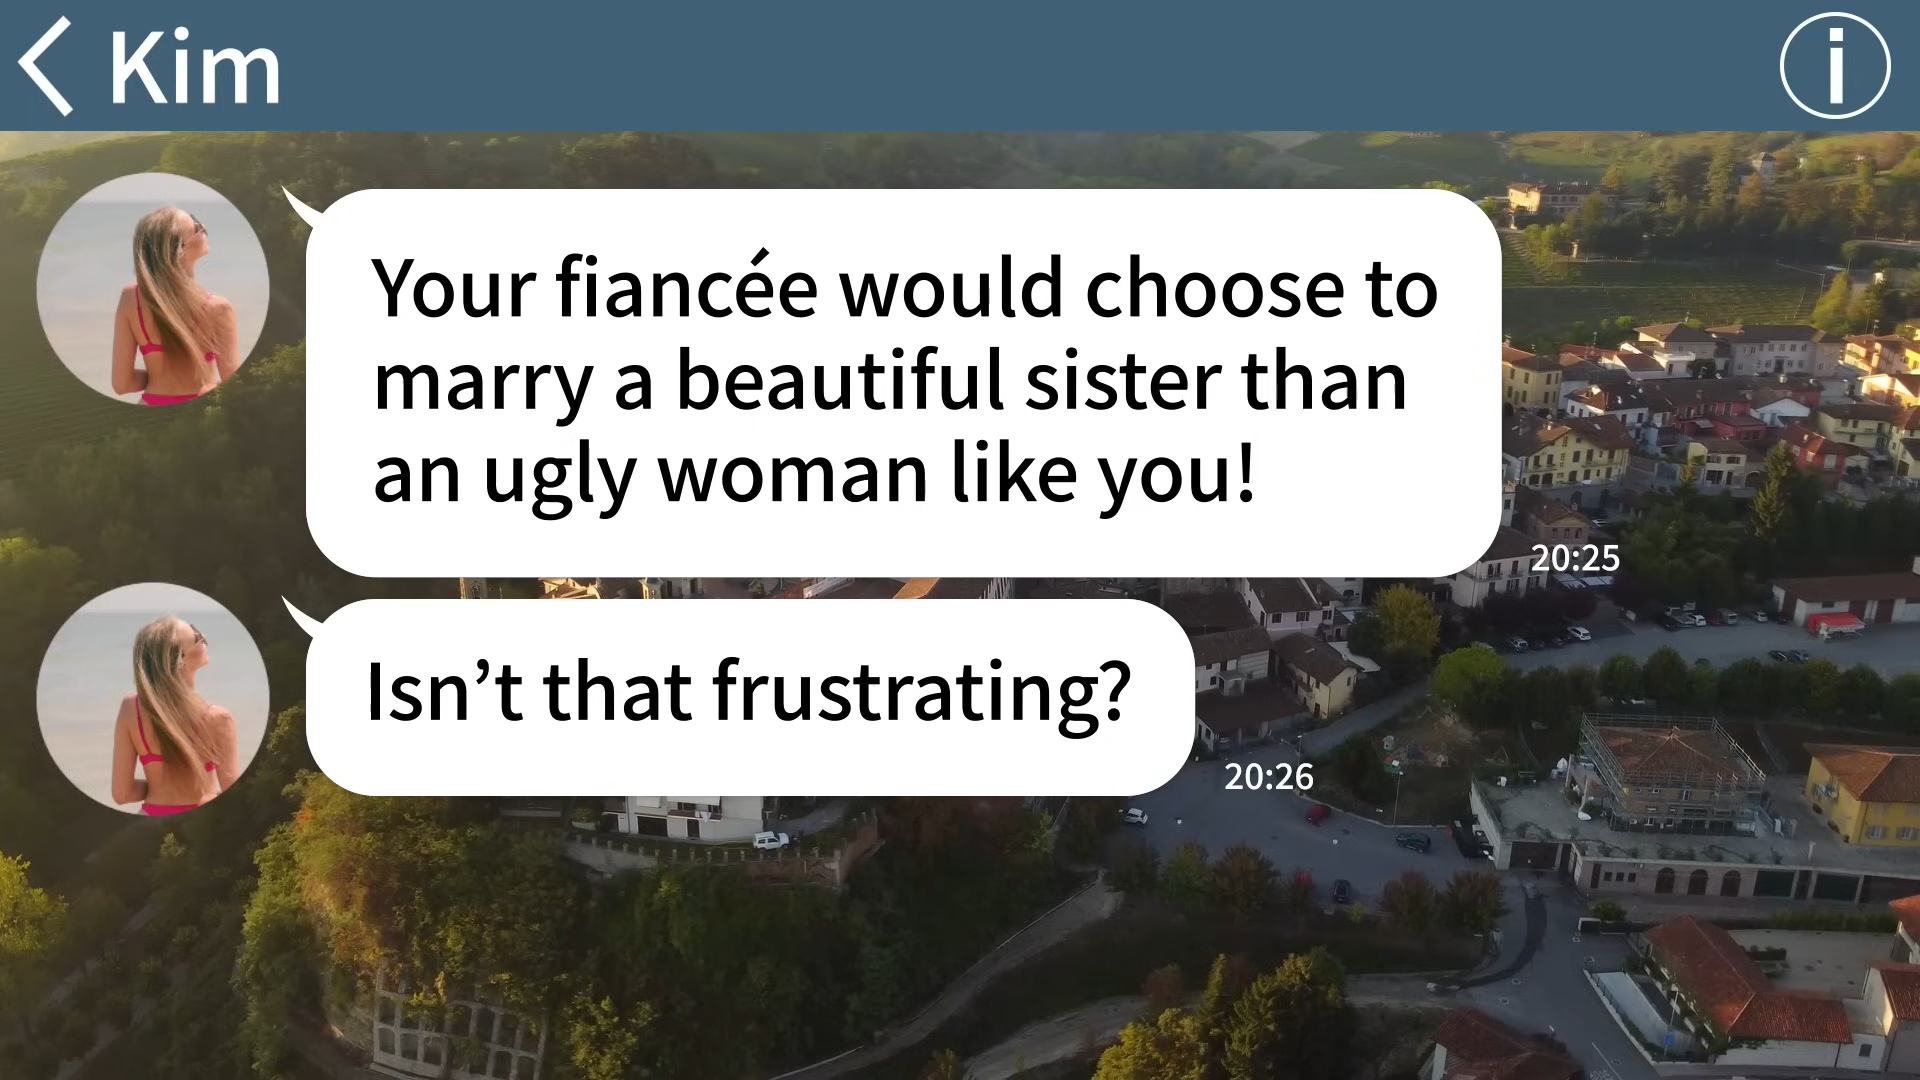 Kim
Your fiancée would choose to
marry a beautiful sister than
an ugly woman like you!
20:25
Isn’t that frustrating?
20:26